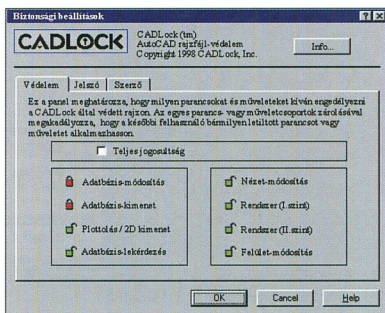 Biztonsági beállítások
CADLOCK
CADLock (tm)
AutoCAD rajzfájl-védelem
Copyright 1998 CADLock, Inc.
Info...
Védelem
Jelszó
Szerző
Ez a panel meghatározza, hogy milyen parancsokat és műveleteket kíván engedélyezni
a CADLock által védett rajzon. Az egyes parancs- vagy műveletcsoportok zárolásával
megakadályozza, hogy a későbbi felhasználó bármilyen letiltott parancsot vagy
műveletet alkalmazhasson.
Teljes jogosultság
Adatbázis-módosítás
Adatbázis-kimenet
Plottolás / 2D kimenet
Adatbázis-lekérdezés
Nézet-módosítás
Rendszer (I. szint)
Rendszer (II. szint)
Felület-módosítás
OK
Cancel
Help